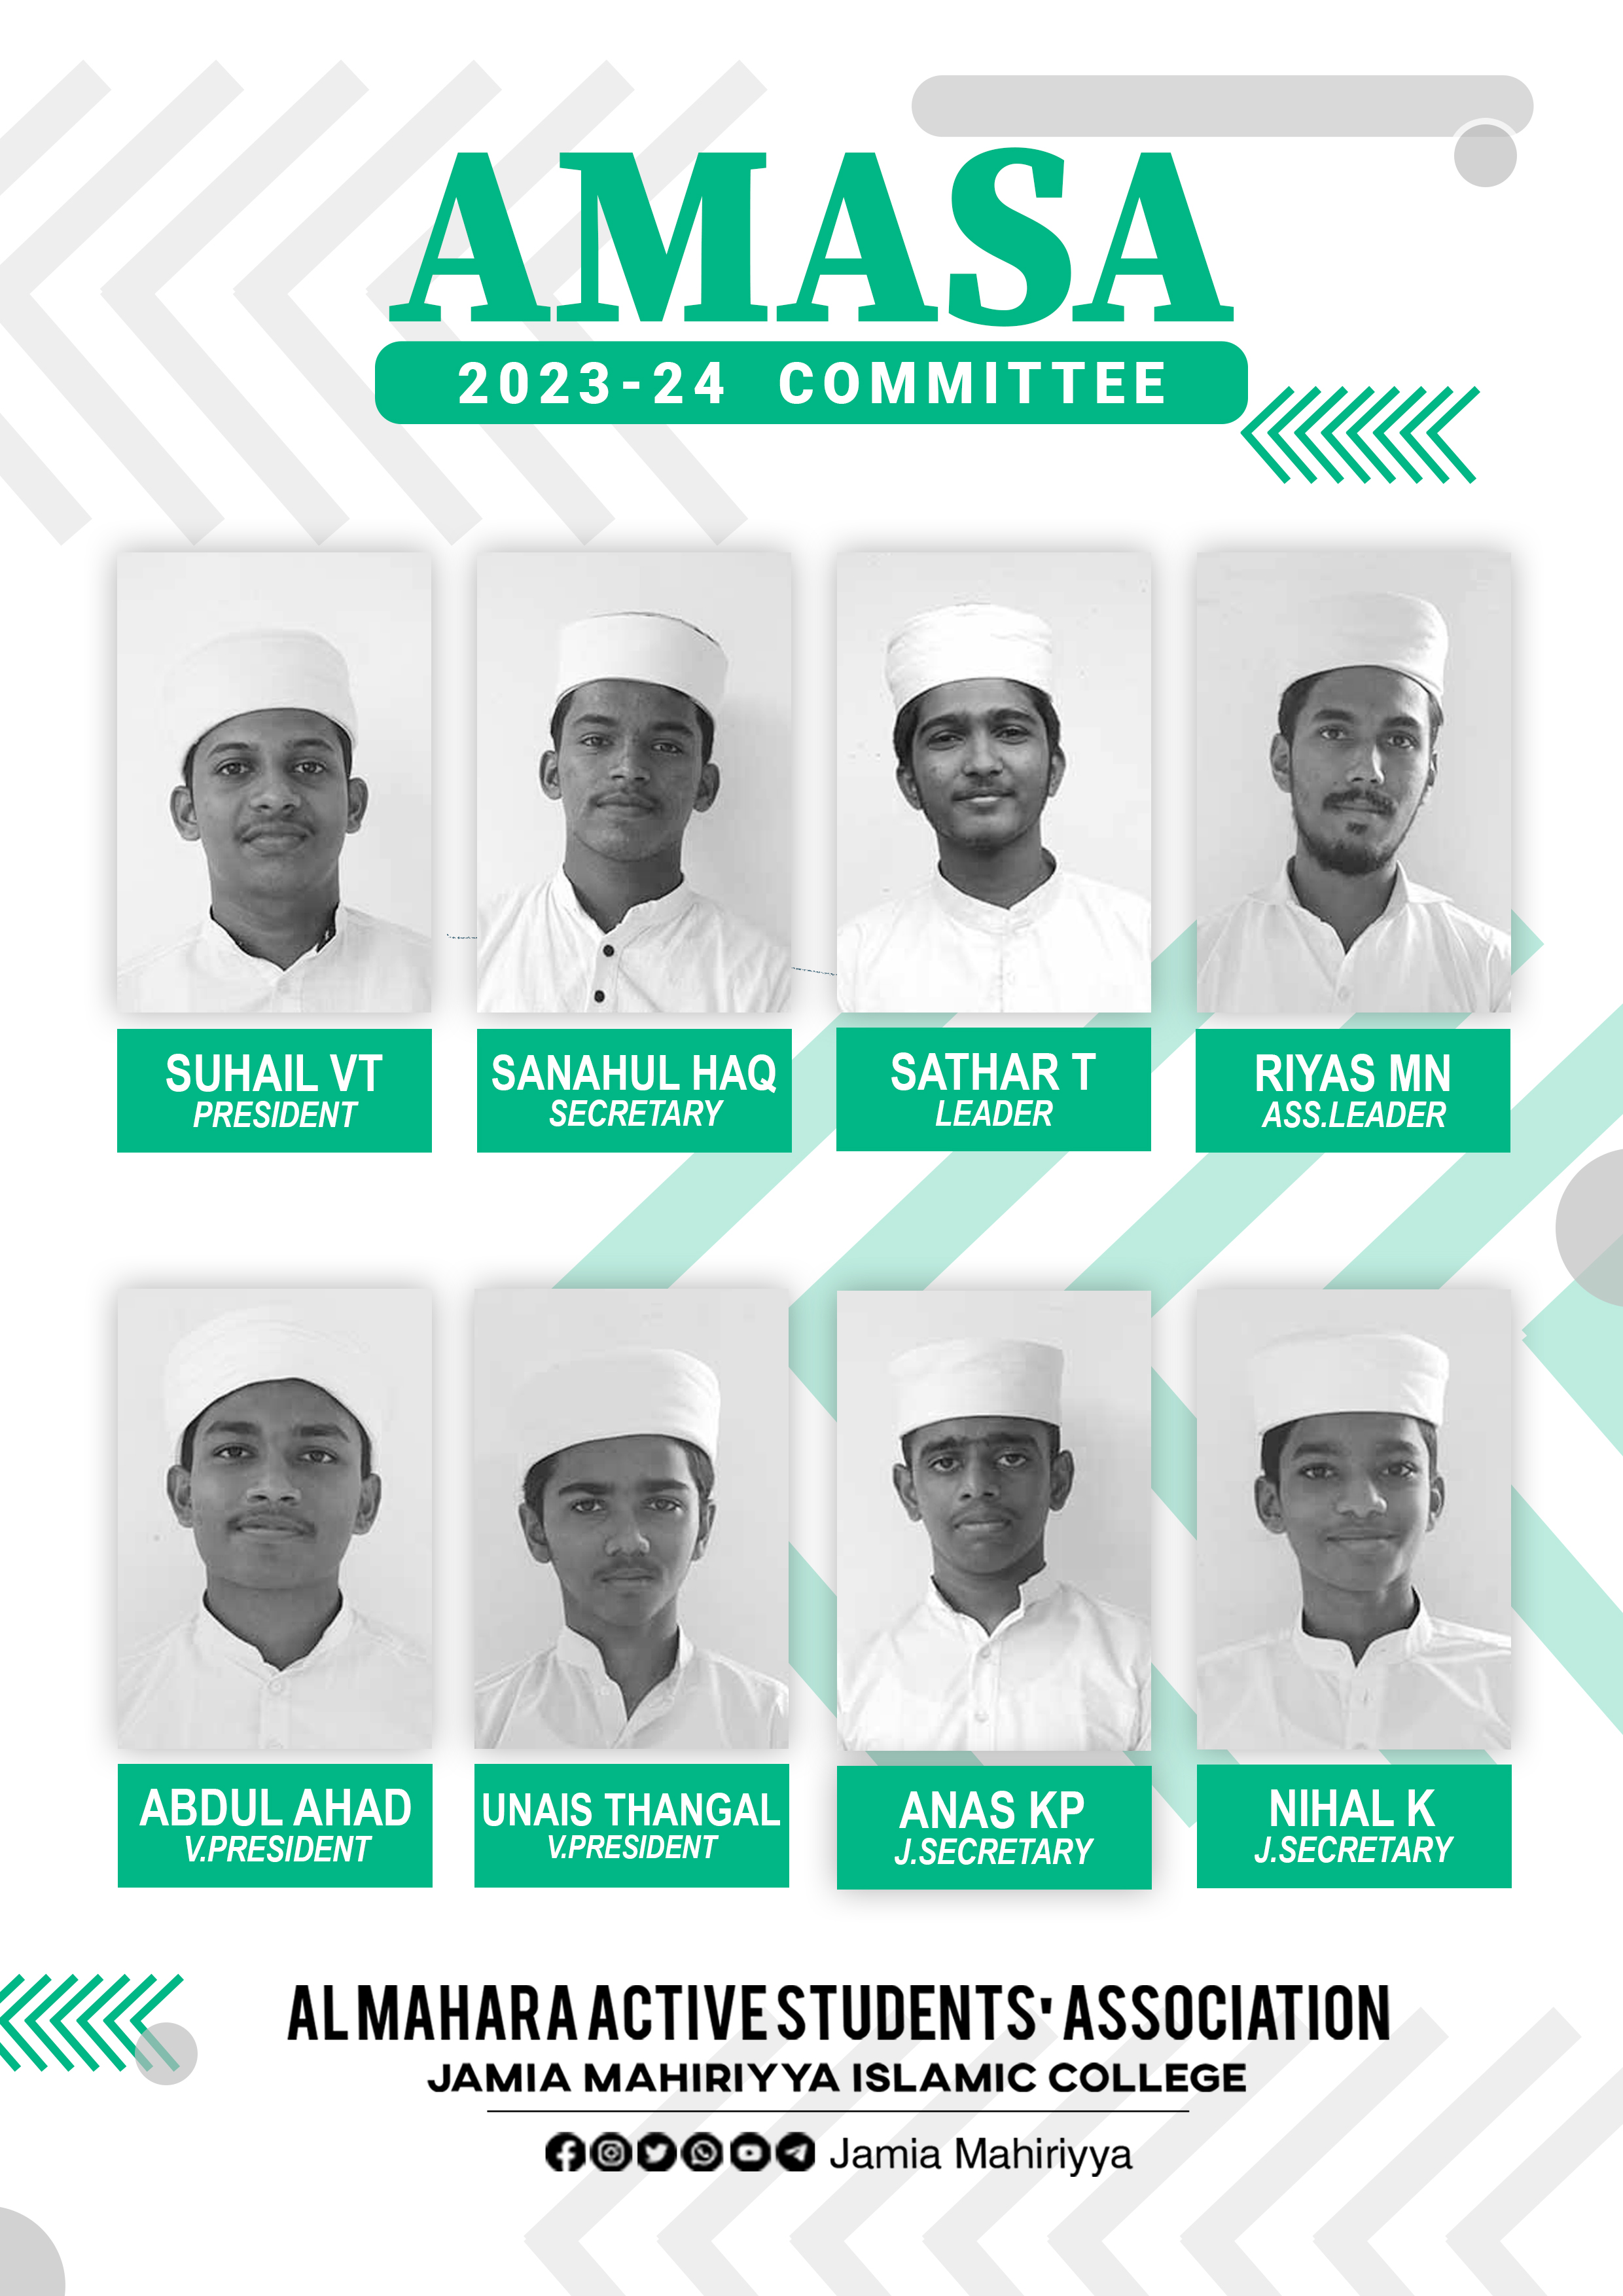 AMASA
2023-24 COMMITTEE
SUHAIL VT
PRESIDENT
SANAHUL HAQ
SECRETARY
SATHAR T
LEADER
RIYAS MN
ASS.LEADER
ABDUL AHAD
V.PRESIDENT
UNAIS THANGAL
V.PRESIDENT
ANAS KP
J.SECRETARY
NIHAL K
J.SECRETARY
AL MAHARA ACTIVE STUDENTS' ASSOCIATION
JAMIA MAHIRIYYA ISLAMIC COLLEGE
Jamia Mahiriyya